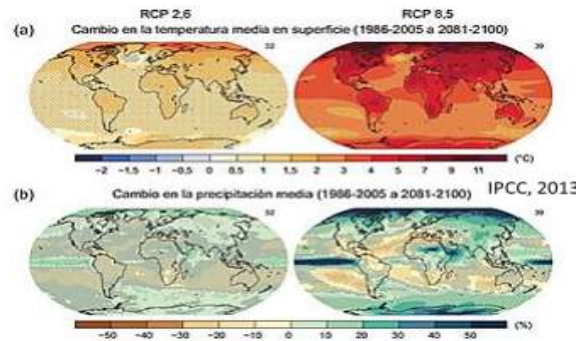 RCP 2,6 RCP 8,5
(a) Cambio en la temperatura media en superficie (1986-2005 a 2081-2100)
32 39
−2 −1.5 −1 −0.5 0 0.5 1 1.5 2 3 4 5 7 9 11 (°C)
(b) Cambio en la precipitación media (1986-2005 a 2081-2100) IPCC, 2013
32 39
−50 −40 −30 −20 −10 0 10 20 30 40 50 (%)